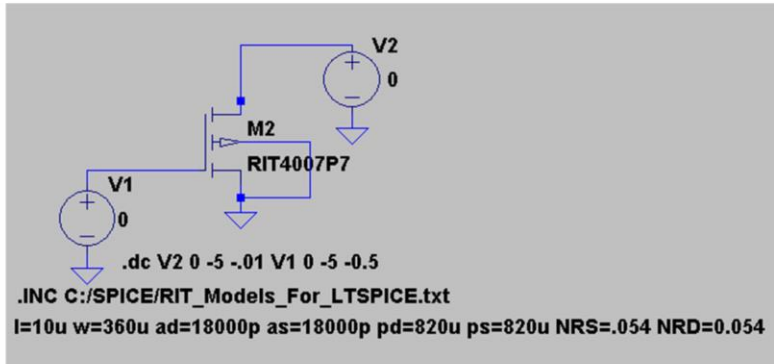 V2
0
M2
RIT4007P7
V1
0
.dc V2 0 -5 -.01 V1 0 -5 -0.5
.INC C:/SPICE/RIT_Models_For_LTSPICE.txt
l=10u w=360u ad=18000p as=18000p pd=820u ps=820u NRS=.054 NRD=0.054